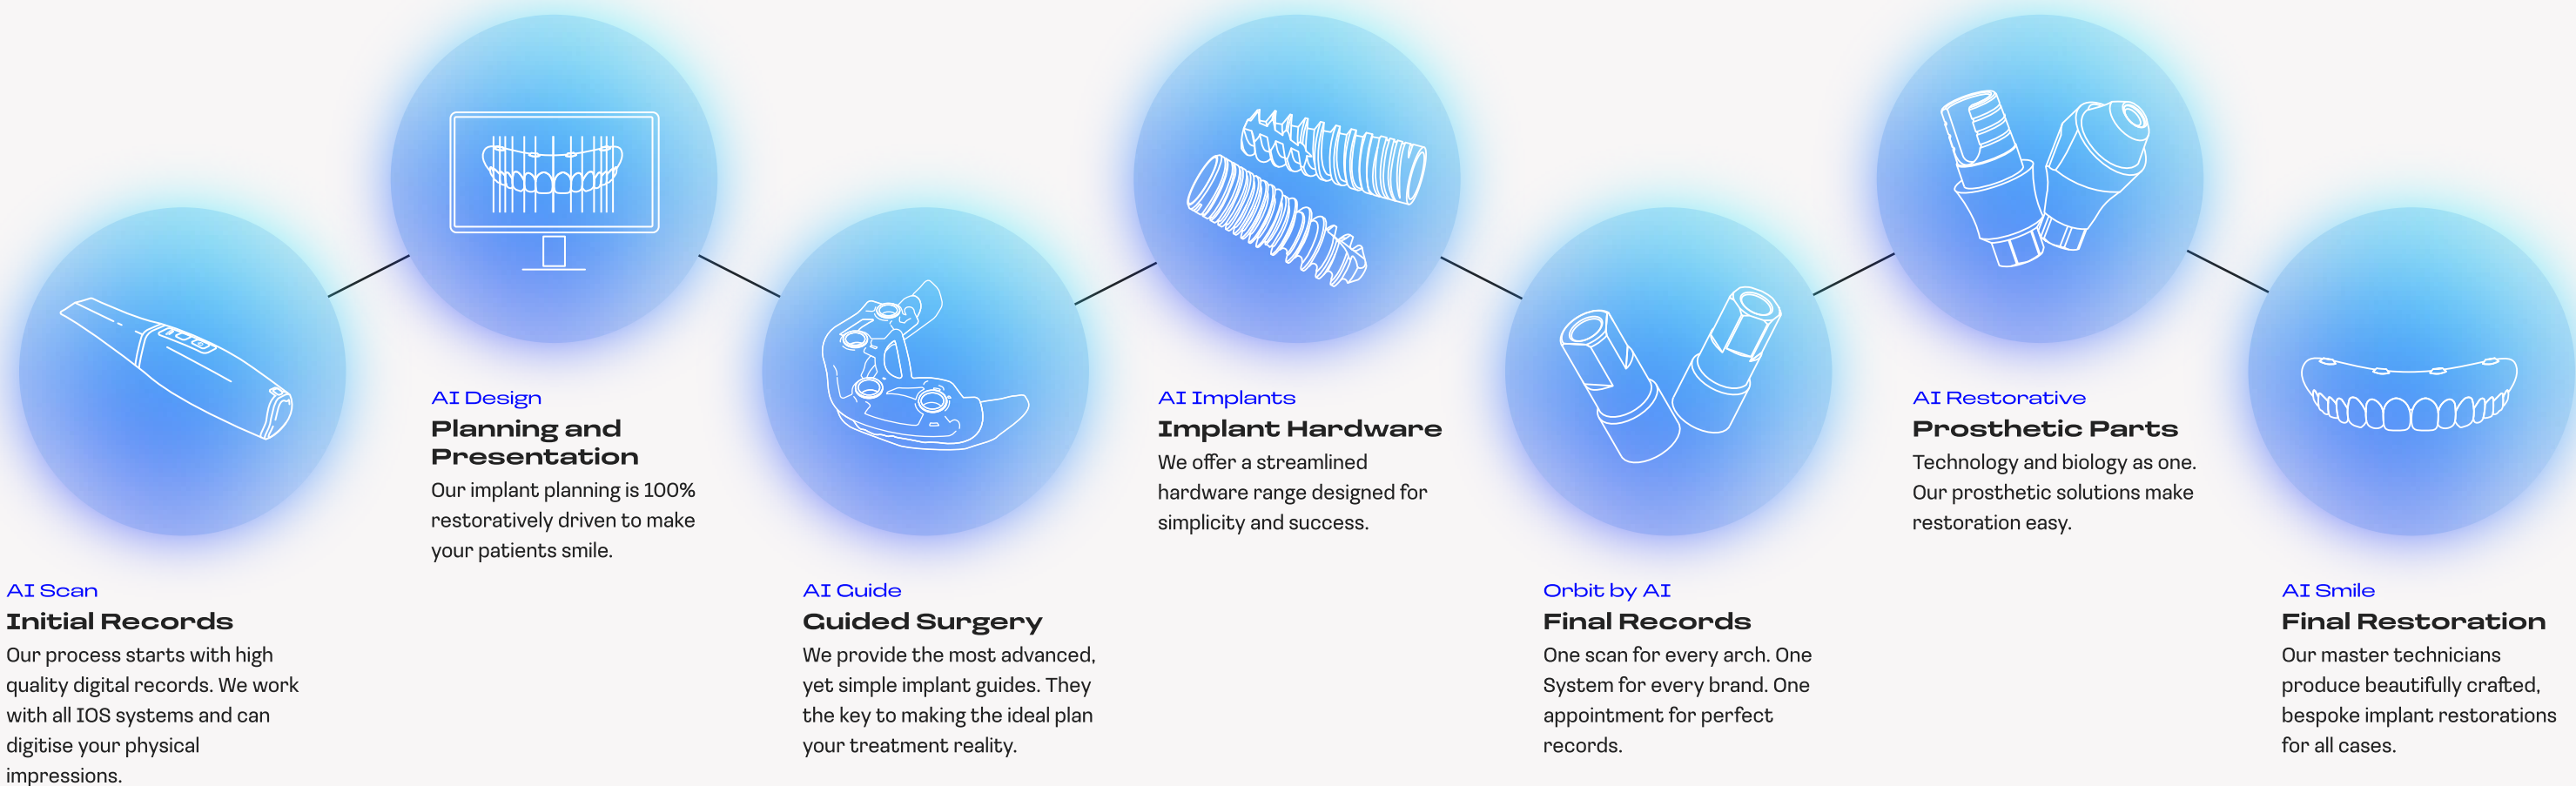 AI Scan
Initial Records
Our process starts with high
quality digital records. We work
with all IOS systems and can
digitise your physical
impressions.
AI Design
Planning and
Presentation
Our implant planning is 100%
restoratively driven to make
your patients smile.
AI Guide
Guided Surgery
We provide the most advanced,
yet simple implant guides. They
the key to making the ideal plan
your treatment reality.
AI Implants
Implant Hardware
We offer a streamlined
hardware range designed for
simplicity and success.
Orbit by AI
Final Records
One scan for every arch. One
System for every brand. One
appointment for perfect
records.
AI Restorative
Prosthetic Parts
Technology and biology as one.
Our prosthetic solutions make
restoration easy.
AI Smile
Final Restoration
Our master technicians
produce beautifully crafted,
bespoke implant restorations
for all cases.